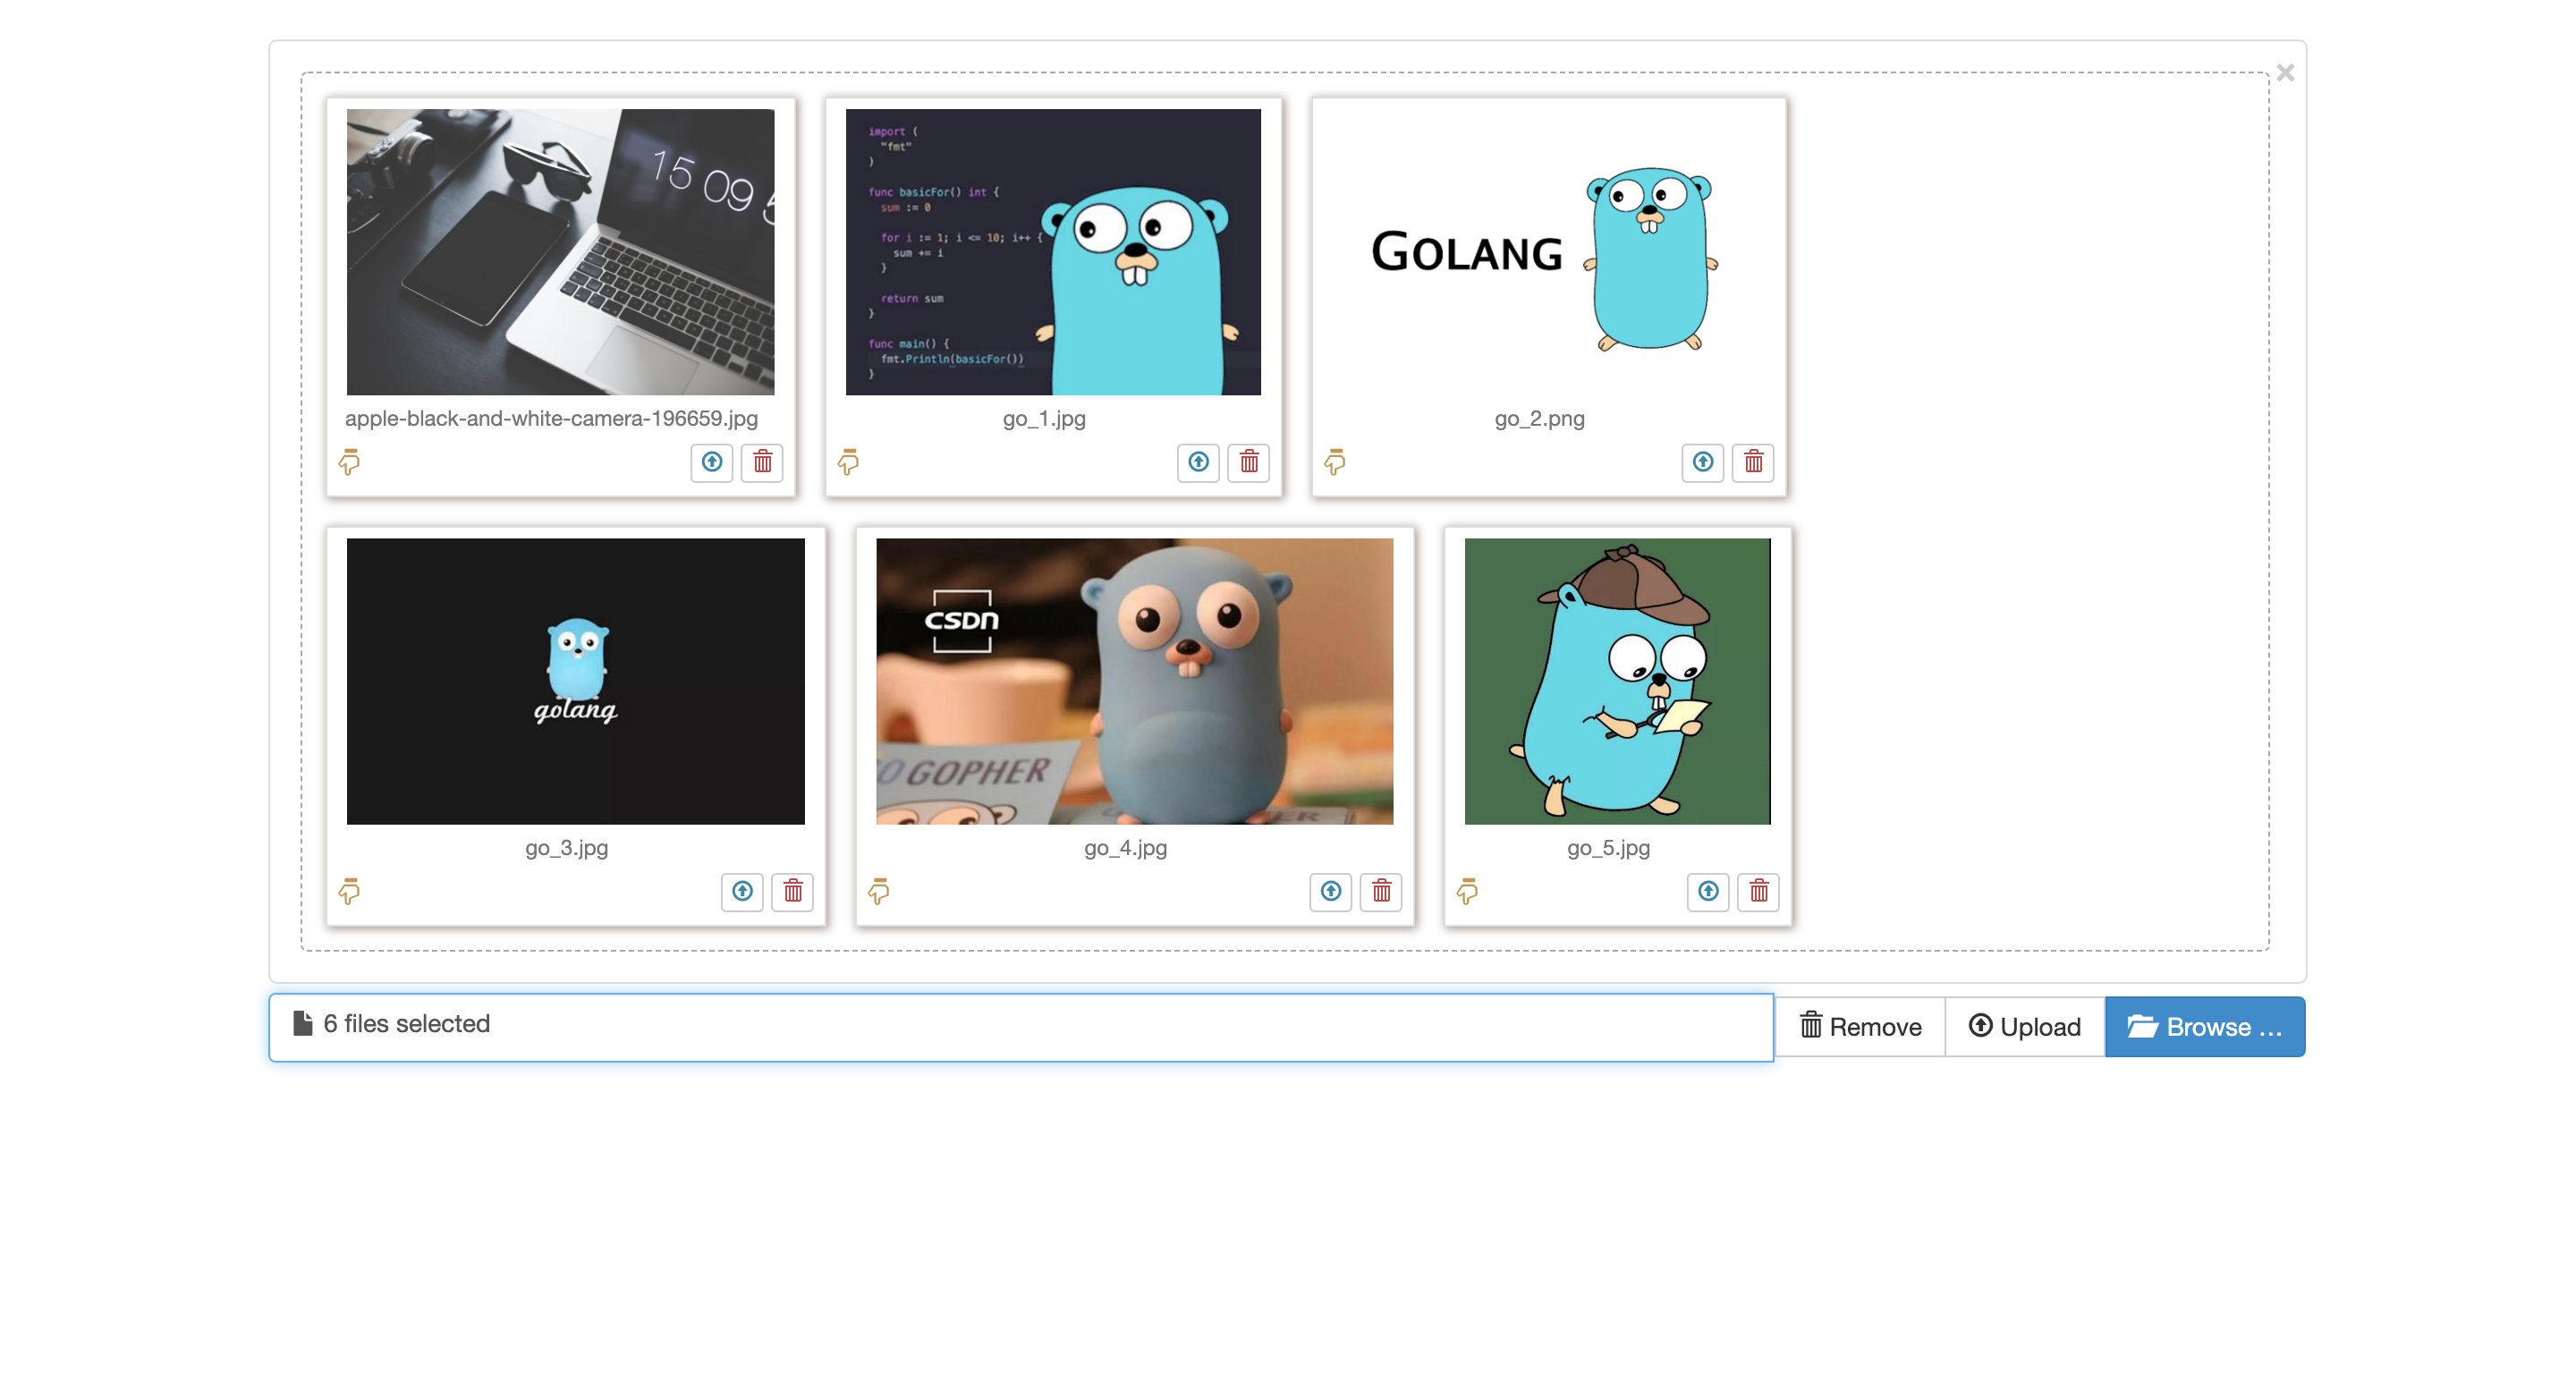 ×
15 09
import (
"fmt"
)
func basicFor() int {
sum := 0
for i := 1; i <= 10; i++ {
sum += i
}
return sum
}
func main() {
fmt.Println(basicFor())
}
GOLANG
apple-black-and-white-camera-196659.jpg
go_1.jpg
go_2.png
golang
CSDN
O GOPHER
go_3.jpg
go_4.jpg
go_5.jpg
6 files selected
Remove
Upload
Browse ...